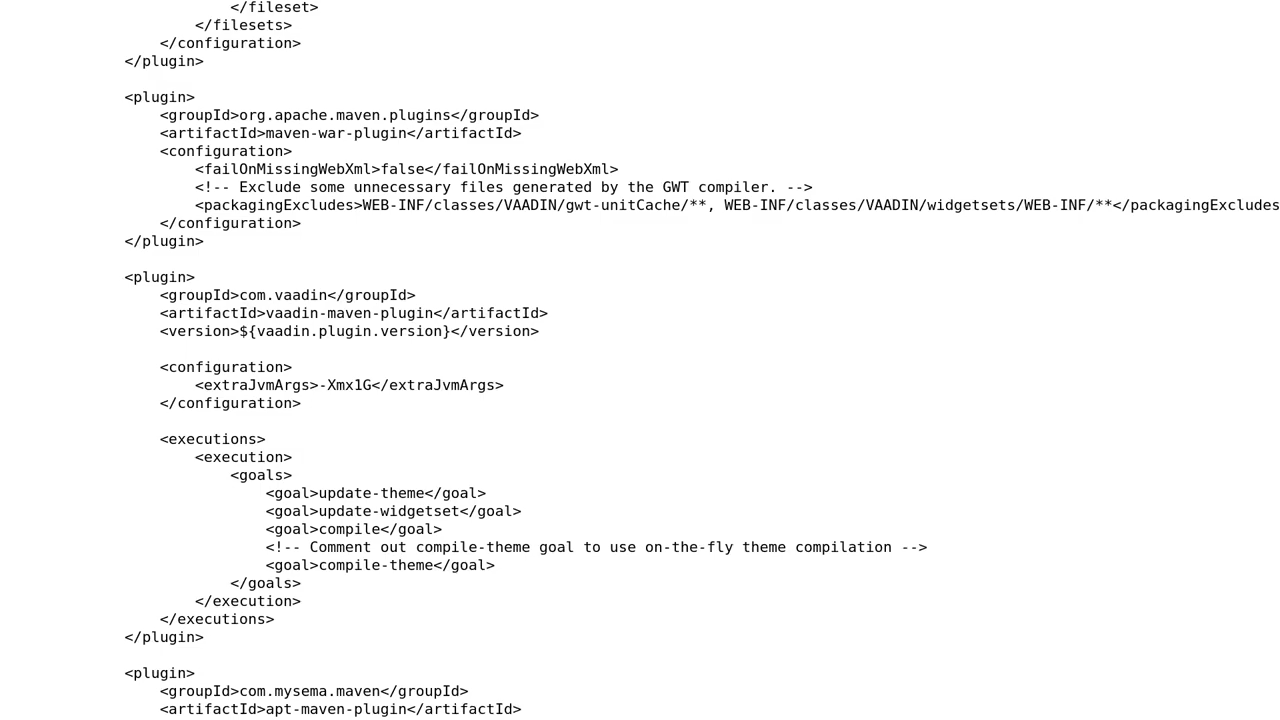 </fileset>
</filesets>
</configuration>
</plugin>
<plugin>
<groupId>org.apache.maven.plugins</groupId>
<artifactId>maven-war-plugin</artifactId>
<configuration>
<failOnMissingWebXml>false</failOnMissingWebXml>
<!-- Exclude some unnecessary files generated by the GWT compiler. -->
<packagingExcludes>WEB-INF/classes/VAADIN/gwt-unitCache/**, WEB-INF/classes/VAADIN/widgetsets/WEB-INF/**</packagingExcludes
</configuration>
</plugin>
<plugin>
<groupId>com.vaadin</groupId>
<artifactId>vaadin-maven-plugin</artifactId>
<version>${vaadin.plugin.version}</version>
<configuration>
<extraJvmArgs>-Xmx1G</extraJvmArgs>
</configuration>
<executions>
<execution>
<goals>
<goal>update-theme</goal>
<goal>update-widgetset</goal>
<goal>compile</goal>
<!-- Comment out compile-theme goal to use on-the-fly theme compilation -->
<goal>compile-theme</goal>
</goals>
</execution>
</executions>
</plugin>
<plugin>
<groupId>com.mysema.maven</groupId>
<artifactId>apt-maven-plugin</artifactId>